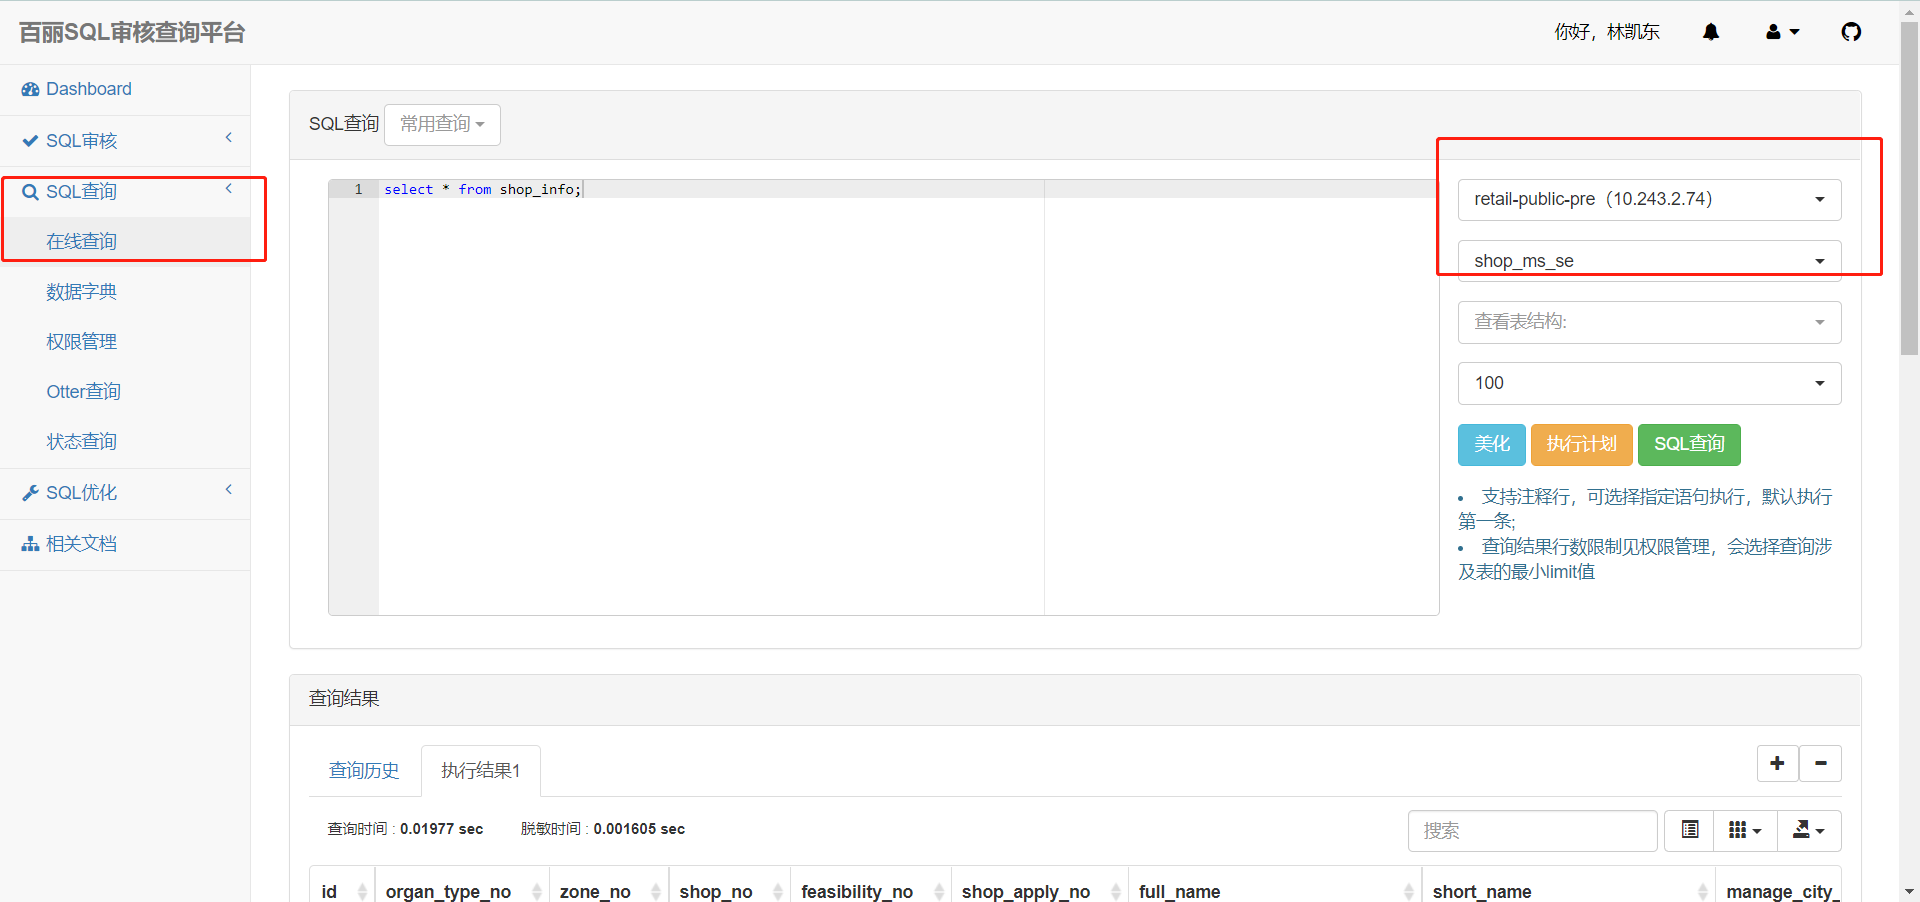 百丽SQL审核查询平台
你好，林凯东
Dashboard
SQL审核
SQL查询
在线查询
数据字典
权限管理
Otter查询
状态查询
SQL优化
相关文档
SQL查询
常用查询
1
select * from shop_info;
retail-public-pre（10.243.2.74）
shop_ms_se
查看表结构:
100
美化
执行计划
SQL查询
支持注释行，可选择指定语句执行，默认执行
第一条;
查询结果行数限制见权限管理，会选择查询涉
及表的最小limit值
查询结果
查询历史
执行结果1
查询时间 : 0.01977 sec
脱敏时间 : 0.001605 sec
搜索
id organ_type_no zone_no shop_no feasibility_no shop_apply_no full_name short_name manage_city_